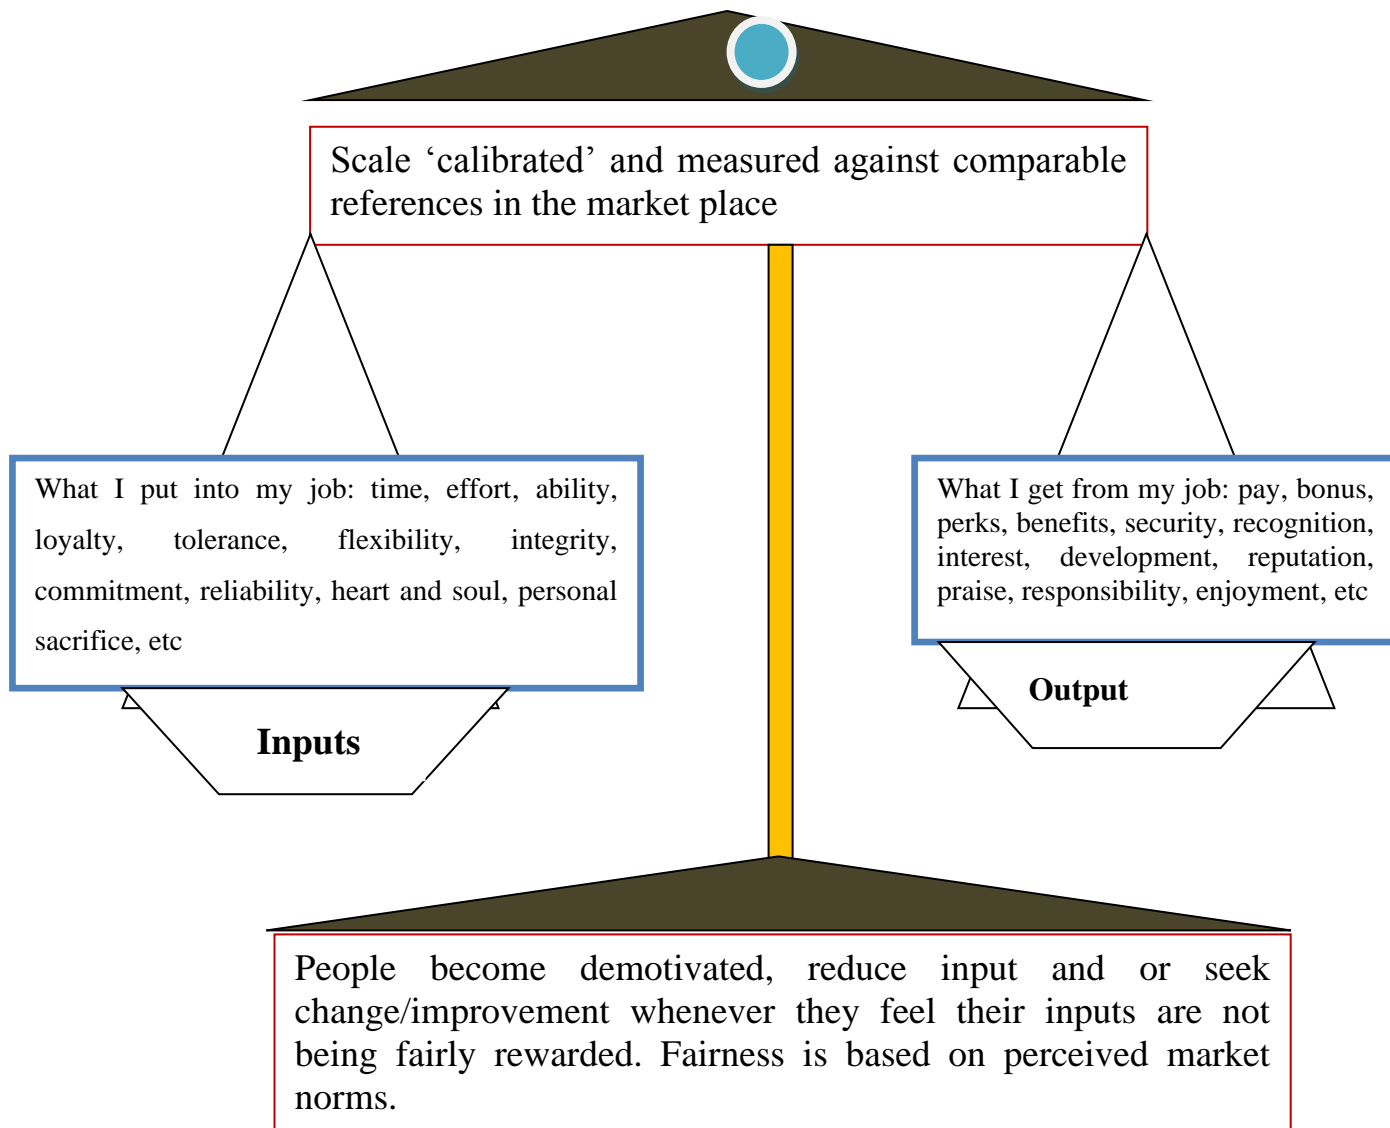 Scale ‘calibrated’ and measured against comparable
references in the market place
What I put into my job: time, effort, ability,
loyalty, tolerance, flexibility, integrity,
commitment, reliability, heart and soul, personal
sacrifice, etc
Inputs
What I get from my job: pay, bonus,
perks, benefits, security, recognition,
interest, development, reputation,
praise, responsibility, enjoyment, etc
Output
People become demotivated, reduce input and or seek
change/improvement whenever they feel their inputs are not
being fairly rewarded. Fairness is based on perceived market
norms.